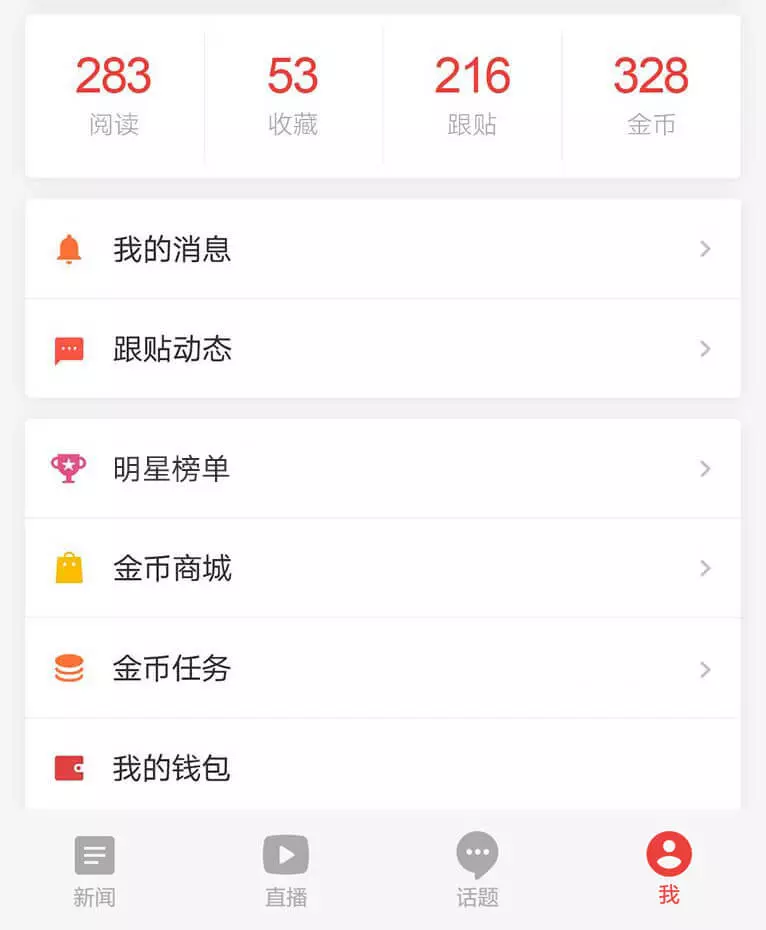 283 53 216 328
阅读 收藏 跟贴 金币
我的消息
跟贴动态
明星榜单
金币商城
金币任务
我的钱包
新闻 直播 话题 我